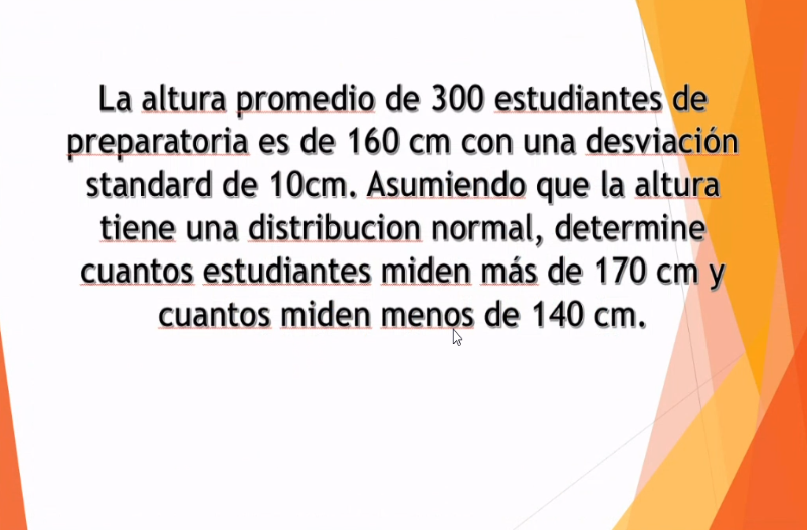 La altura promedio de 300 estudiantes de
preparatoria es de 160 cm con una desviación
standard de 10cm. Asumiendo que la altura
tiene una distribucion normal, determine
cuantos estudiantes miden más de 170 cm y
cuantos miden menos de 140 cm.